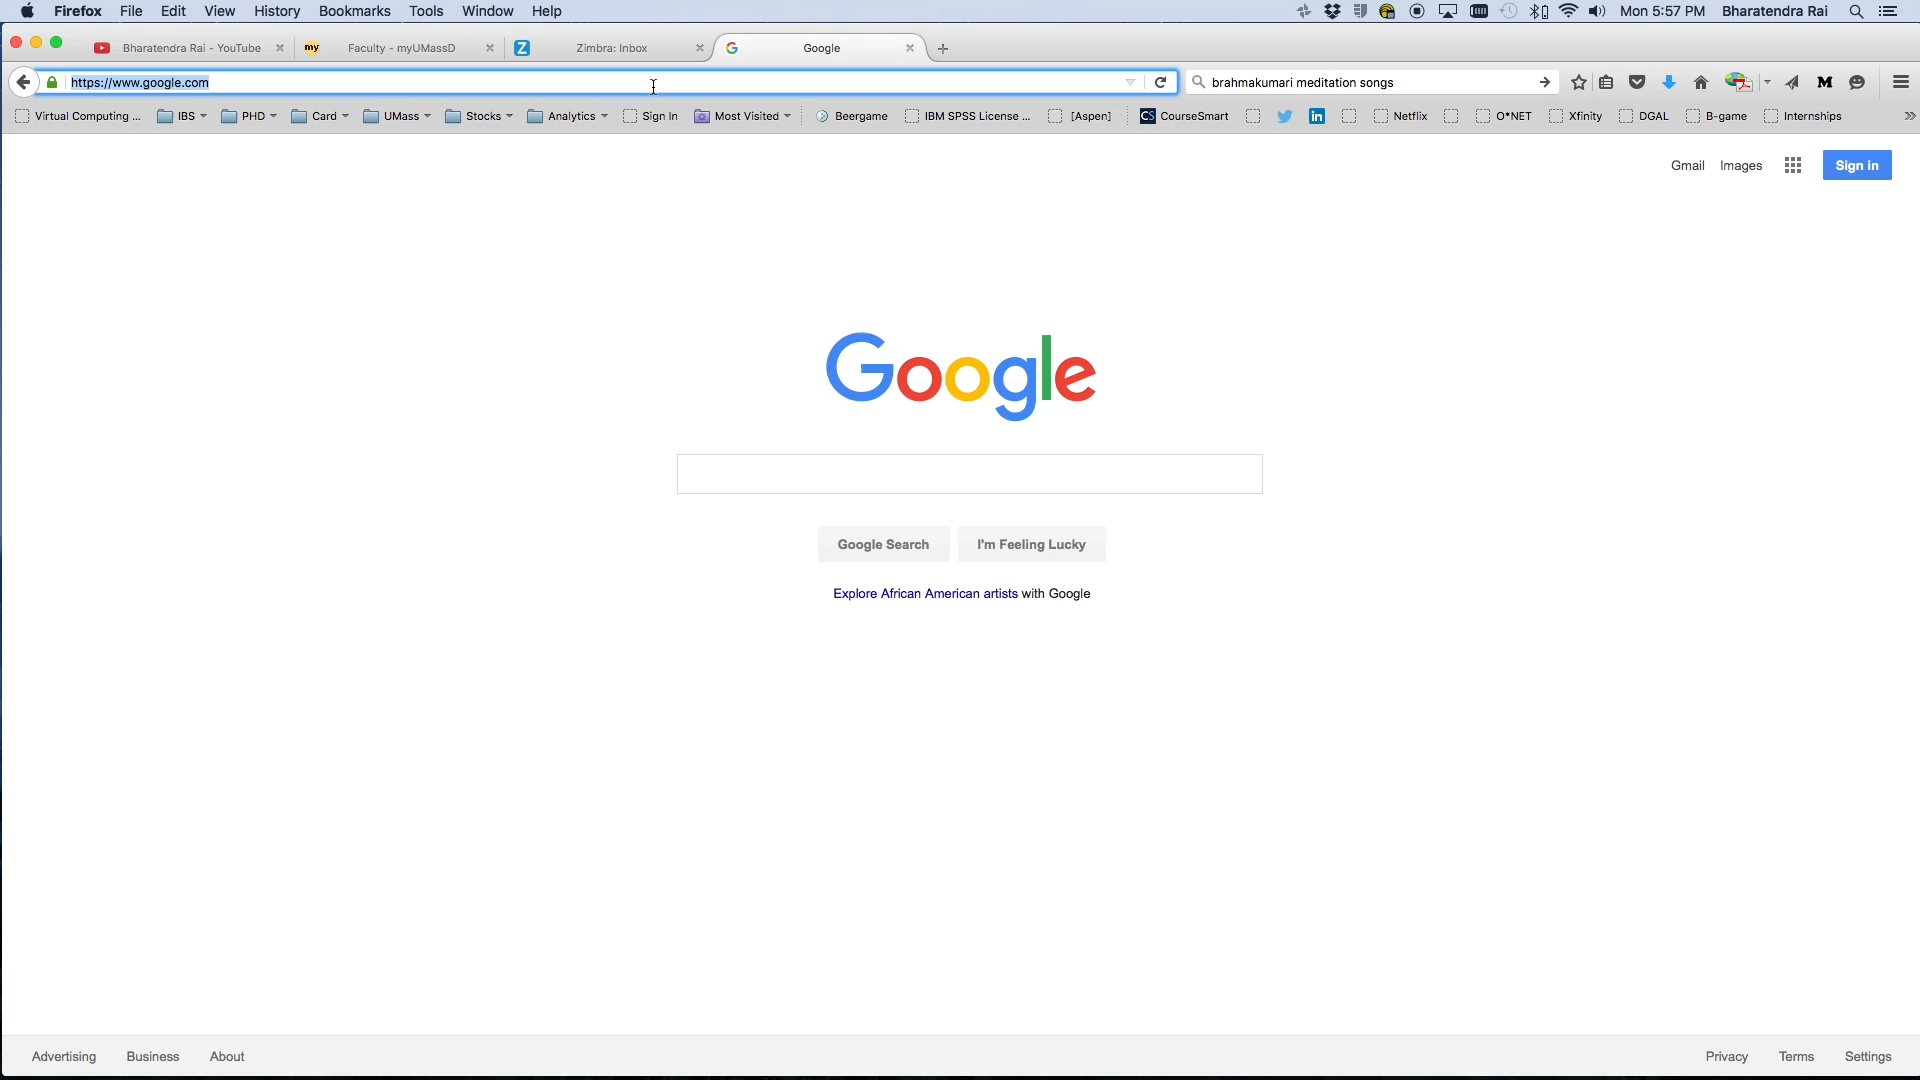 Firefox File Edit View History Bookmarks Tools Window Help Mon 5:57 PM Bharatendra Rai
Bharatendra Rai - YouTube my Faculty - myUMassD Z Zimbra: Inbox G Google
https://www.google.com brahmakumari meditation songs M
Virtual Computing ... IBS PHD Card UMass Stocks Analytics Sign In Most Visited Beergame IBM SPSS License ... [Aspen] CS CourseSmart in Netflix O*NET Xfinity DGAL B-game Internships
Gmail Images Sign in
Google
Google Search I'm Feeling Lucky
Explore African American artists with Google
Advertising Business About Privacy Terms Settings